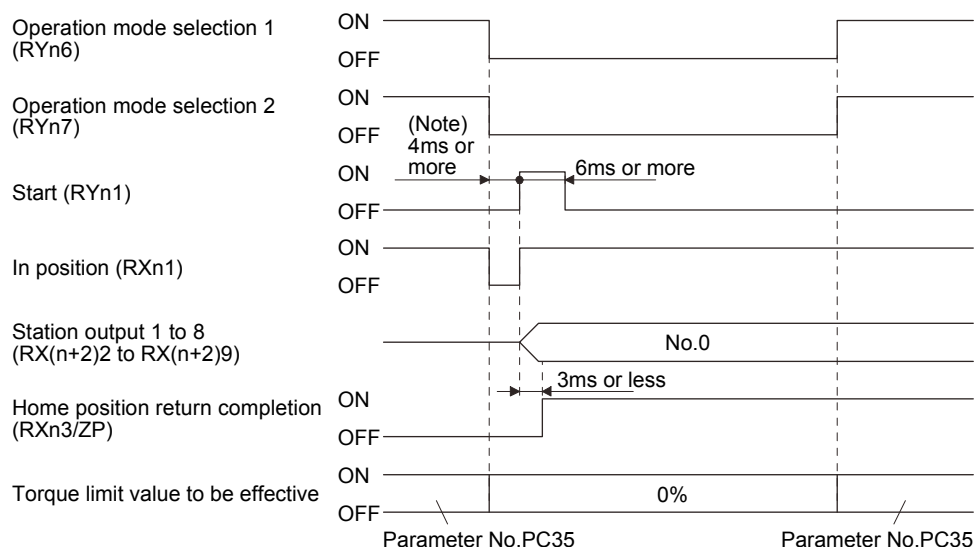 Operation mode selection 1
(RYn6)
ON
OFF
Operation mode selection 2
(RYn7)
ON
OFF
(Note)
4ms or
more
Start (RYn1)
ON
OFF
6ms or more
In position (RXn1)
ON
OFF
Station output 1 to 8
(RX(n+2)2 to RX(n+2)9)
No.0
3ms or less
Home position return completion
(RXn3/ZP)
ON
OFF
Torque limit value to be effective
ON
OFF
0%
Parameter No.PC35
Parameter No.PC35